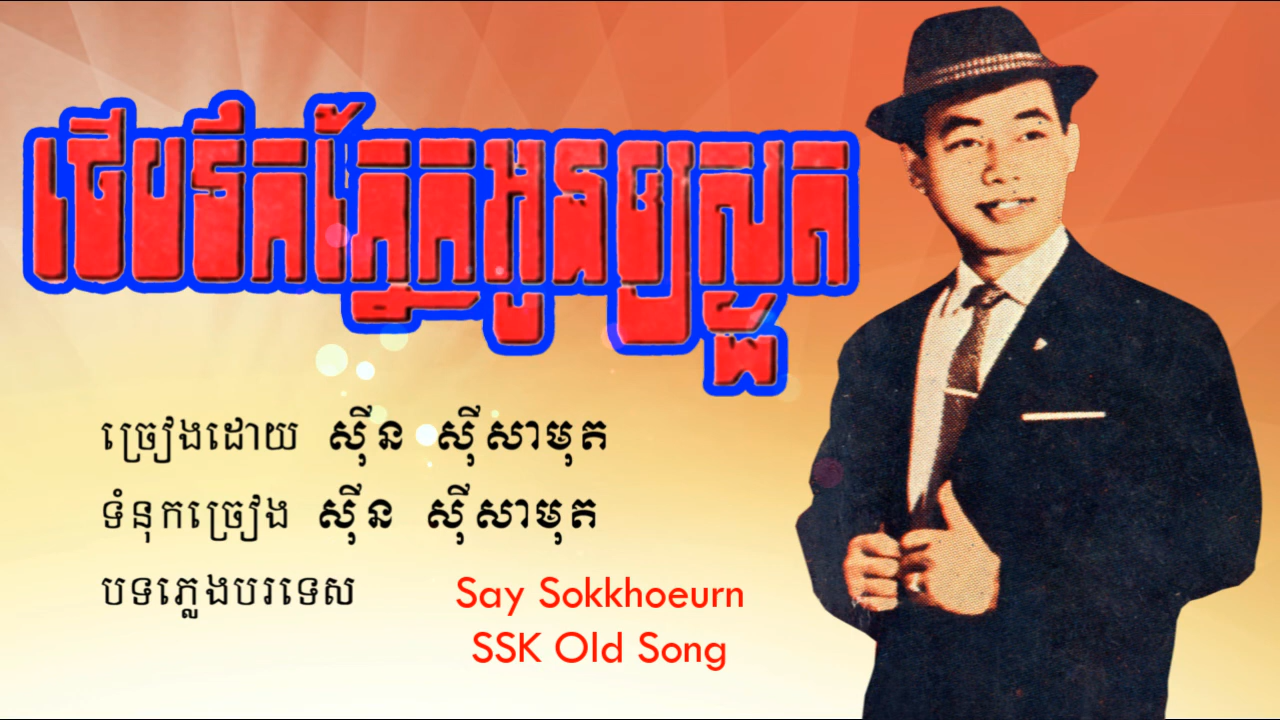 ថើបទឹកភ្នែកអូនឲ្យស្ងួត
ច្រៀងដោយ ស៊ីន ស៊ីសាមុត
ទំនុកច្រៀង ស៊ីន ស៊ីសាមុត
បទភ្លេងបរទេស
Say Sokkhoeurn
SSK Old Song